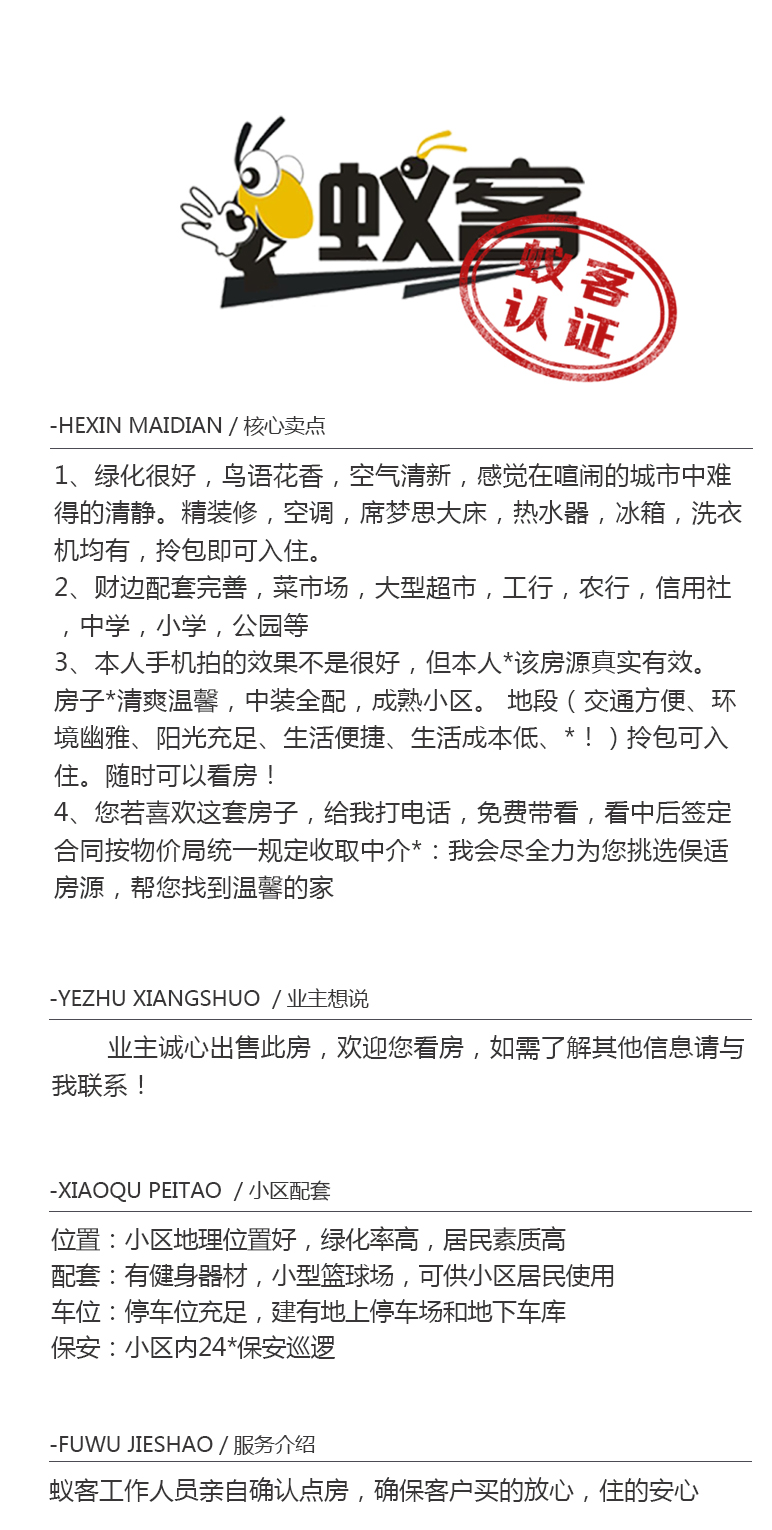 蚁客
蚁客
认证
-HEXIN MAIDIAN / 核心卖点
1、绿化很好，鸟语花香，空气清新，感觉在喧闹的城市中难
得的清静。精装修，空调，席梦思大床，热水器，冰箱，洗衣
机均有，拎包即可入住。
2、财边配套完善，菜市场，大型超市，工行，农行，信用社
，中学，小学，公园等
3、本人手机拍的效果不是很好，但本人*该房源真实有效。
房子*清爽温馨，中装全配，成熟小区。 地段（交通方便、环
境幽雅、阳光充足、生活便捷、生活成本低、*！）拎包可入
住。随时可以看房！
4、您若喜欢这套房子，给我打电话，免费带看，看中后签定
合同按物价局统一规定收取中介*：我会尽全力为您挑选俣适
房源，帮您找到温馨的家
-YEZHU XIANGSHUO / 业主想说
业主诚心出售此房，欢迎您看房，如需了解其他信息请与
我联系！
-XIAOQU PEITAO / 小区配套
位置：小区地理位置好，绿化率高，居民素质高
配套：有健身器材，小型篮球场，可供小区居民使用
车位：停车位充足，建有地上停车场和地下车库
保安：小区内24*保安巡逻
-FUWU JIESHAO / 服务介绍
蚁客工作人员亲自确认点房，确保客户买的放心，住的安心